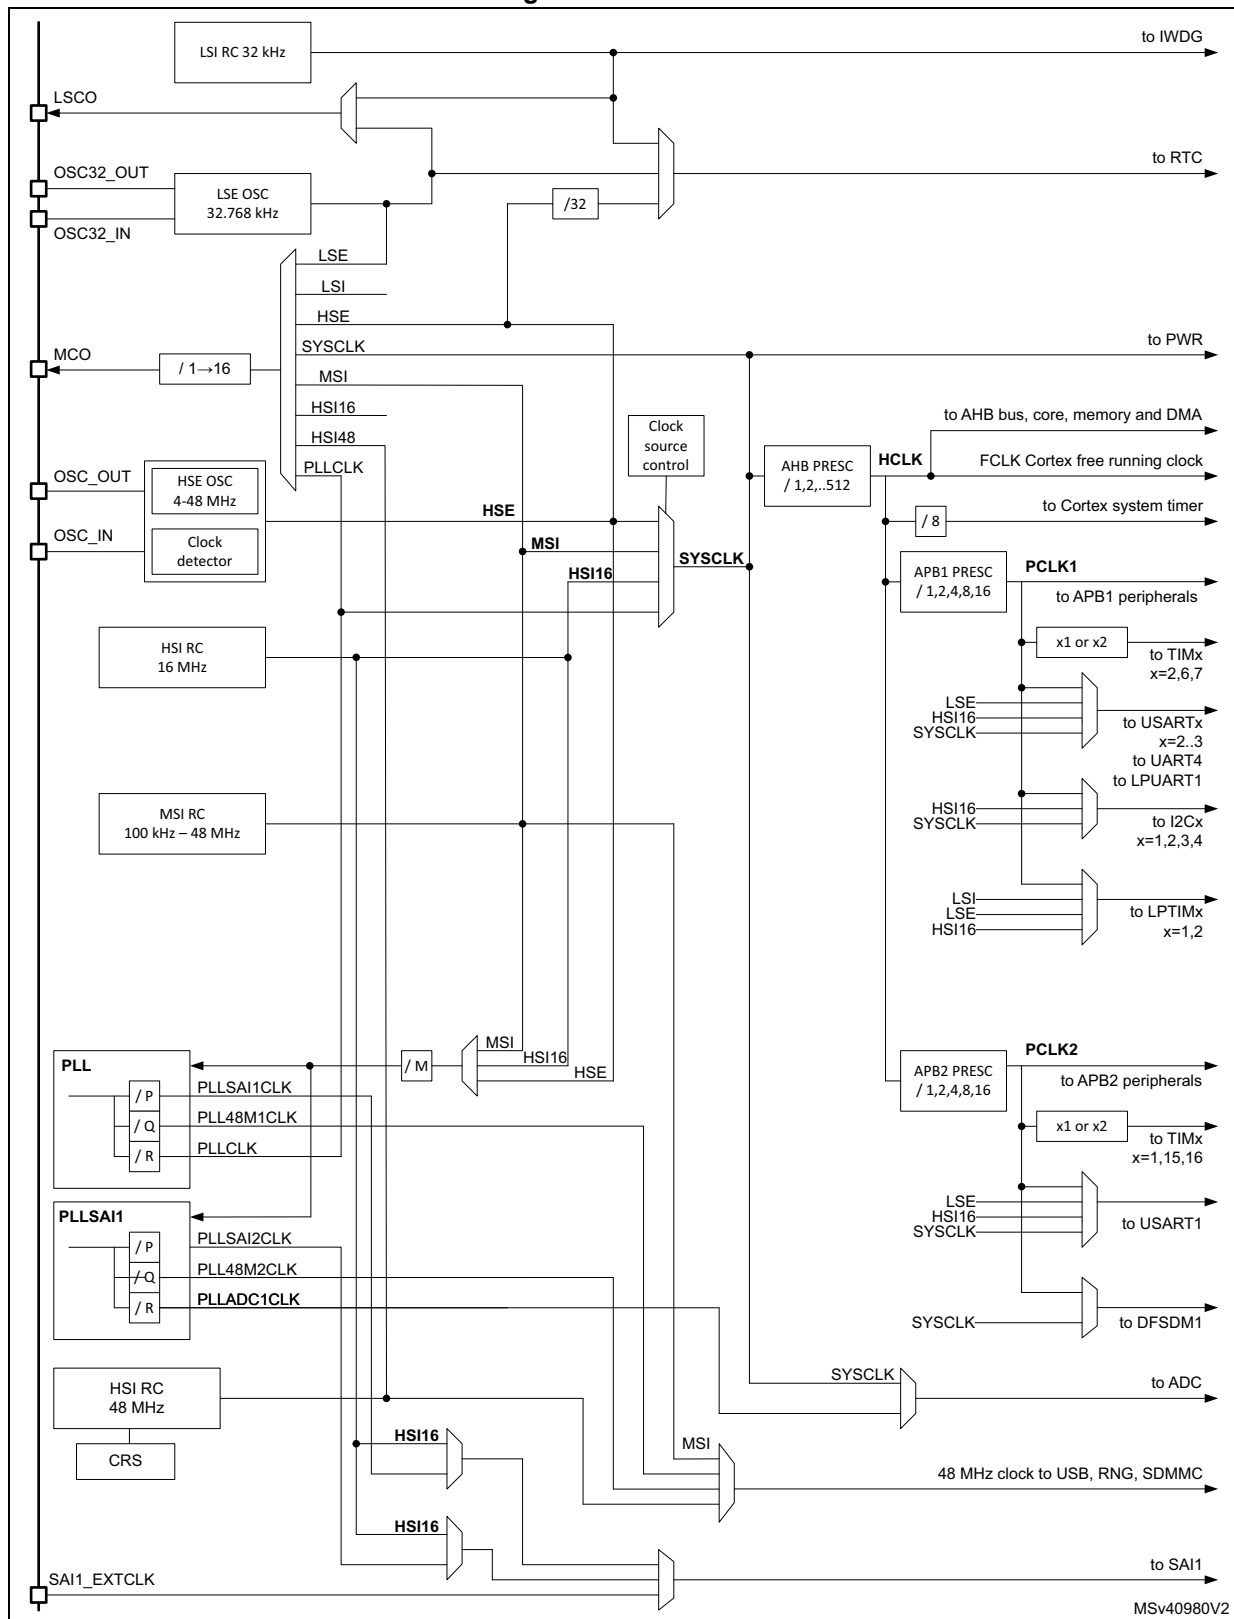 LSI RC 32 kHz
to IWDG
LSCO
OSC32_OUT
to RTC
LSE OSC
32.768 kHz
/32
OSC32_IN
LSE
LSI
HSE
SYSCLK
to PWR
MCO
/ 1→16
MSI
HSI16
to AHB bus, core, memory and DMA
Clock
source
control
HSI48
PLLCLK
AHB PRESC
/ 1,2,..512
HCLK
FCLK Cortex free running clock
OSC_OUT
HSE OSC
4-48 MHz
HSE
to Cortex system timer
/ 8
OSC_IN
Clock
detector
MSI
SYSCLK
HSI16
APB1 PRESC
/ 1,2,4,8,16
PCLK1
to APB1 peripherals
HSI RC
16 MHz
x1 or x2
to TIMx
x=2,6,7
LSE
HSI16
SYSCLK
to USARTx
x=2..3
to UART4
to LPUART1
MSI RC
100 kHz – 48 MHz
HSI16
SYSCLK
to I2Cx
x=1,2,3,4
LSI
LSE
HSI16
to LPTIMx
x=1,2
MSI
HSI16
HSE
/ M
PLL
/ P
PLLSAI1CLK
/ Q
PLL48M1CLK
/ R
PLLCLK
APB2 PRESC
/ 1,2,4,8,16
PCLK2
to APB2 peripherals
x1 or x2
to TIMx
x=1,15,16
PLLSAI1
/ P
PLLSAI2CLK
/ Q
PLL48M2CLK
/ R
PLLADC1CLK
LSE
HSI16
SYSCLK
to USART1
SYSCLK
to DFSDM1
HSI RC
48 MHz
CRS
SYSCLK
to ADC
HSI16
MSI
48 MHz clock to USB, RNG, SDMMC
HSI16
SAI1_EXTCLK
to SAI1
MSv40980V2